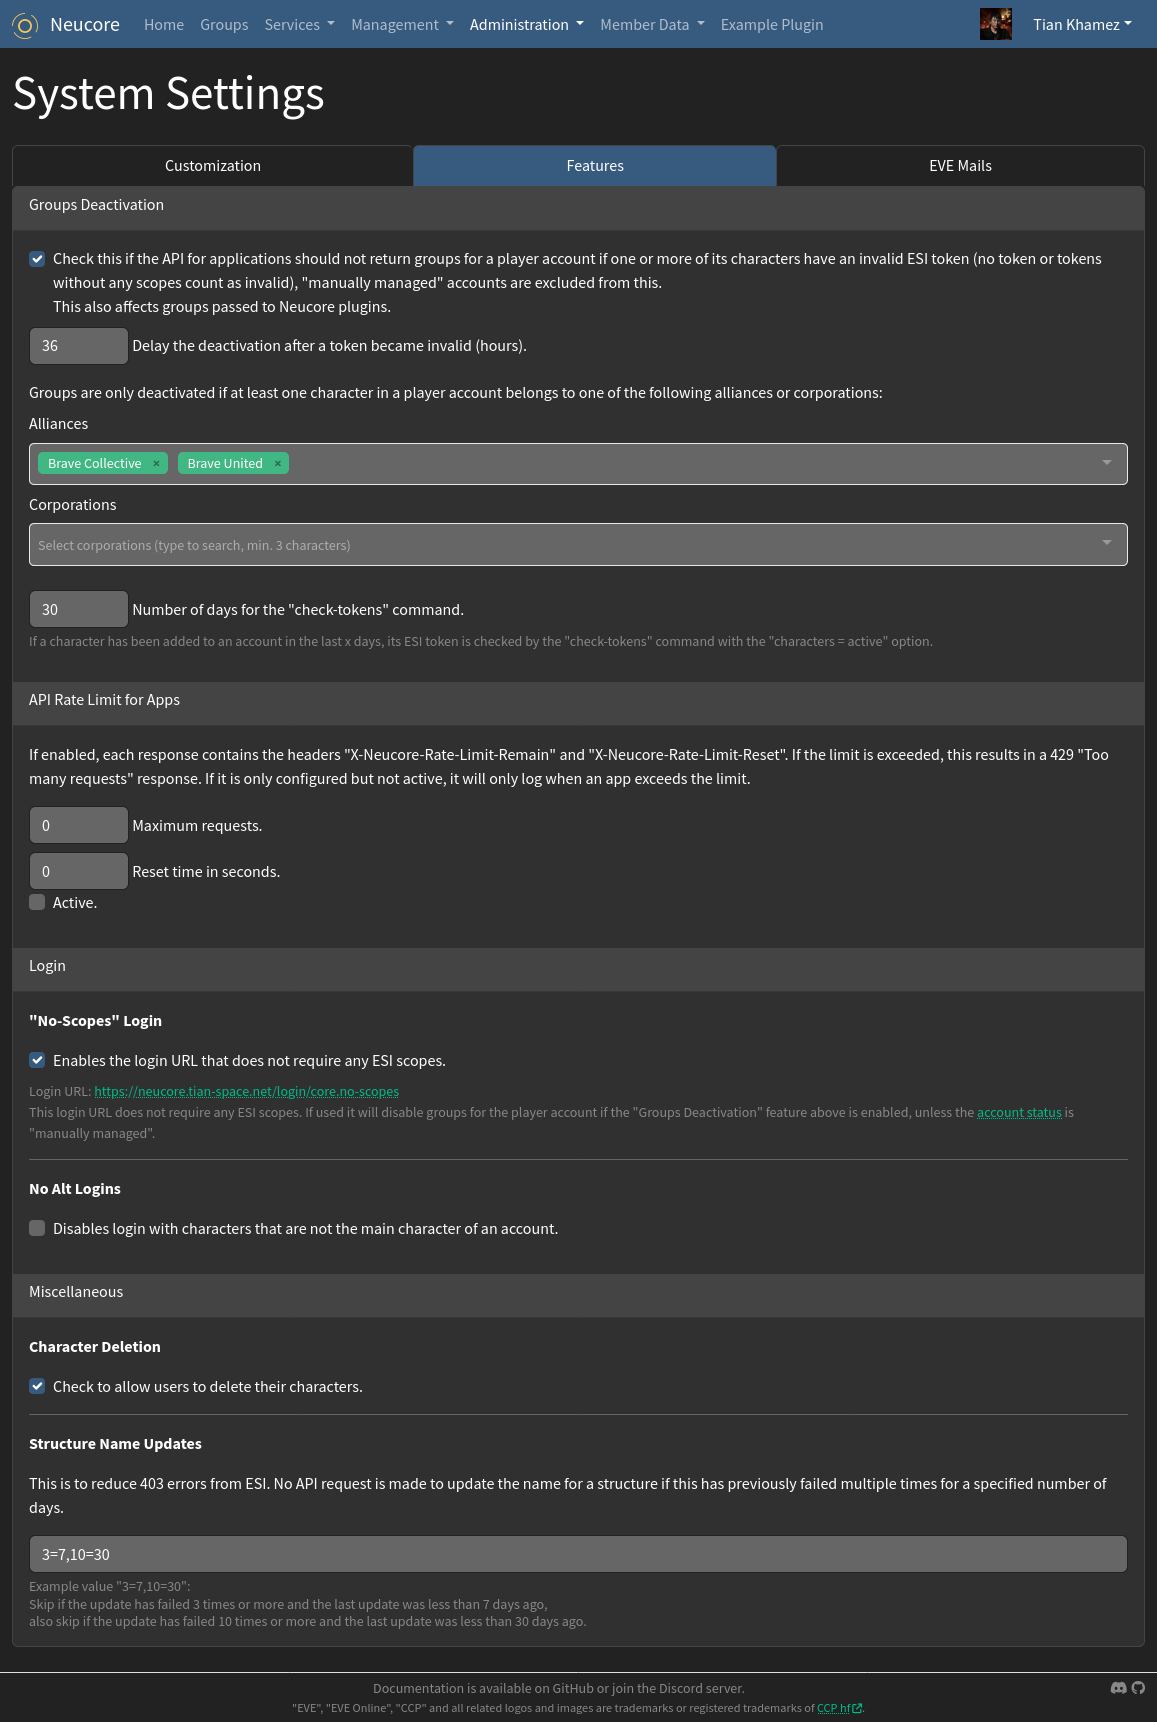 Neucore Home Groups Services Management Administration Member Data Example Plugin Tian Khamez
System Settings
Customization Features EVE Mails
Groups Deactivation
Check this if the API for applications should not return groups for a player account if one or more of its characters have an invalid ESI token (no token or tokens
without any scopes count as invalid), "manually managed" accounts are excluded from this.
This also affects groups passed to Neucore plugins.
36 Delay the deactivation after a token became invalid (hours).
Groups are only deactivated if at least one character in a player account belongs to one of the following alliances or corporations:
Alliances
Brave Collective × Brave United ×
Corporations
Select corporations (type to search, min. 3 characters)
30 Number of days for the "check-tokens" command.
If a character has been added to an account in the last x days, its ESI token is checked by the "check-tokens" command with the "characters = active" option.
API Rate Limit for Apps
If enabled, each response contains the headers "X-Neucore-Rate-Limit-Remain" and "X-Neucore-Rate-Limit-Reset". If the limit is exceeded, this results in a 429 "Too
many requests" response. If it is only configured but not active, it will only log when an app exceeds the limit.
0 Maximum requests.
0 Reset time in seconds.
Active.
Login
"No-Scopes" Login
Enables the login URL that does not require any ESI scopes.
Login URL: https://neucore.tian-space.net/login/core.no-scopes
This login URL does not require any ESI scopes. If used it will disable groups for the player account if the "Groups Deactivation" feature above is enabled, unless the account status is
"manually managed".
No Alt Logins
Disables login with characters that are not the main character of an account.
Miscellaneous
Character Deletion
Check to allow users to delete their characters.
Structure Name Updates
This is to reduce 403 errors from ESI. No API request is made to update the name for a structure if this has previously failed multiple times for a specified number of
days.
3=7,10=30
Example value "3=7,10=30":
Skip if the update has failed 3 times or more and the last update was less than 7 days ago,
also skip if the update has failed 10 times or more and the last update was less than 30 days ago.
Documentation is available on GitHub or join the Discord server.
"EVE", "EVE Online", "CCP" and all related logos and images are trademarks or registered trademarks of CCP hf.